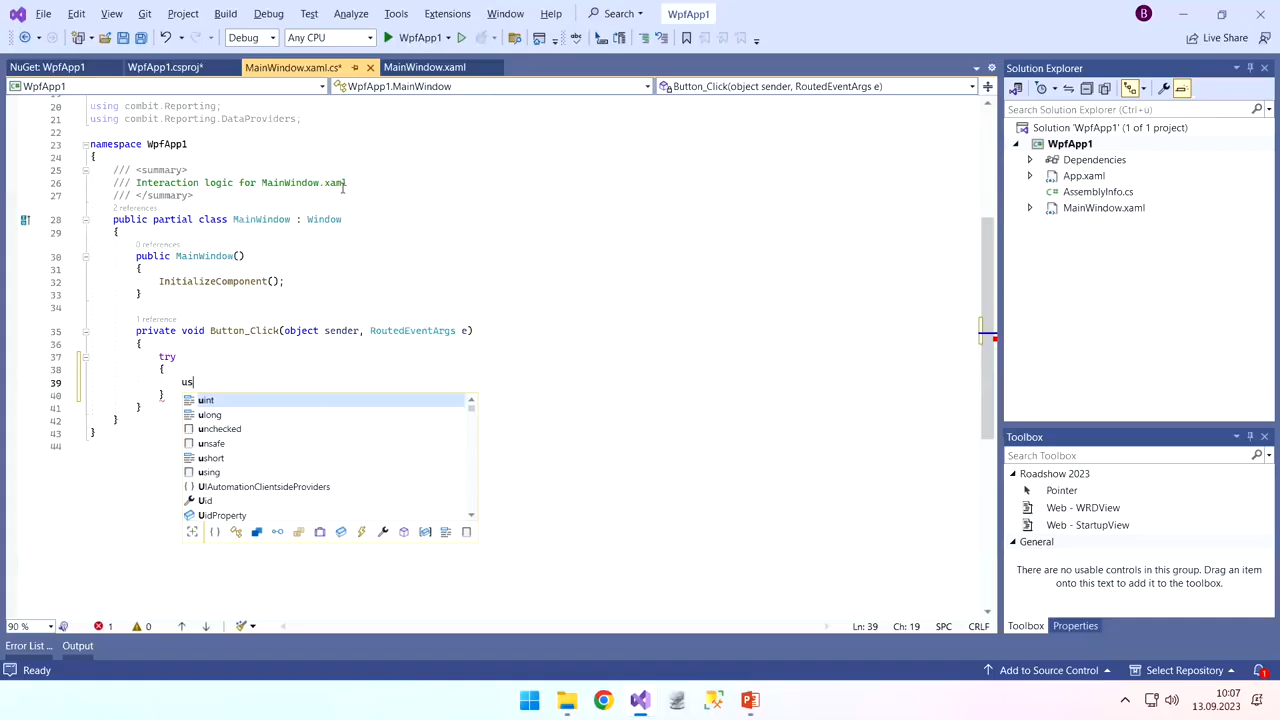 File Edit View Git Project Build Debug Test Analyze Tools Extensions Window Help Search WpfApp1 B
Debug Any CPU WpfApp1 Live Share
NuGet: WpfApp1 WpfApp1.csproj* MainWindow.xaml.cs* MainWindow.xaml
WpfApp1 WpfApp1.MainWindow Button_Click(object sender, RoutedEventArgs e)
20 using combit.Reporting;
21 using combit.Reporting.DataProviders;
22
23 namespace WpfApp1
24 {
25 /// <summary>
26 /// Interaction logic for MainWindow.xaml
27 /// </summary>
2 references
28 public partial class MainWindow : Window
29 {
0 references
30 public MainWindow()
31 {
32 InitializeComponent();
33 }
34
1 reference
35 private void Button_Click(object sender, RoutedEventArgs e)
36 {
37 try
38 {
39 us
40 }
41 }
42 }
43 }
44
uint
ulong
unchecked
unsafe
ushort
using
UIAutomationClientsideProviders
Uid
UidProperty
90 % 1 0 Ln: 39 Ch: 19 SPC CRLF
Error List ... Output
Ready Add to Source Control Select Repository 1
Solution Explorer
Search Solution Explorer (Ctrl+u)
Solution 'WpfApp1' (1 of 1 project)
WpfApp1
Dependencies
App.xaml
C# AssemblyInfo.cs
MainWindow.xaml
Toolbox
Search Toolbox
Roadshow 2023
Pointer
Web - WRDView
Web - StartupView
General
There are no usable controls in this group. Drag an item
onto this text to add it to the toolbox.
Toolbox Properties
10:07
13.09.2023